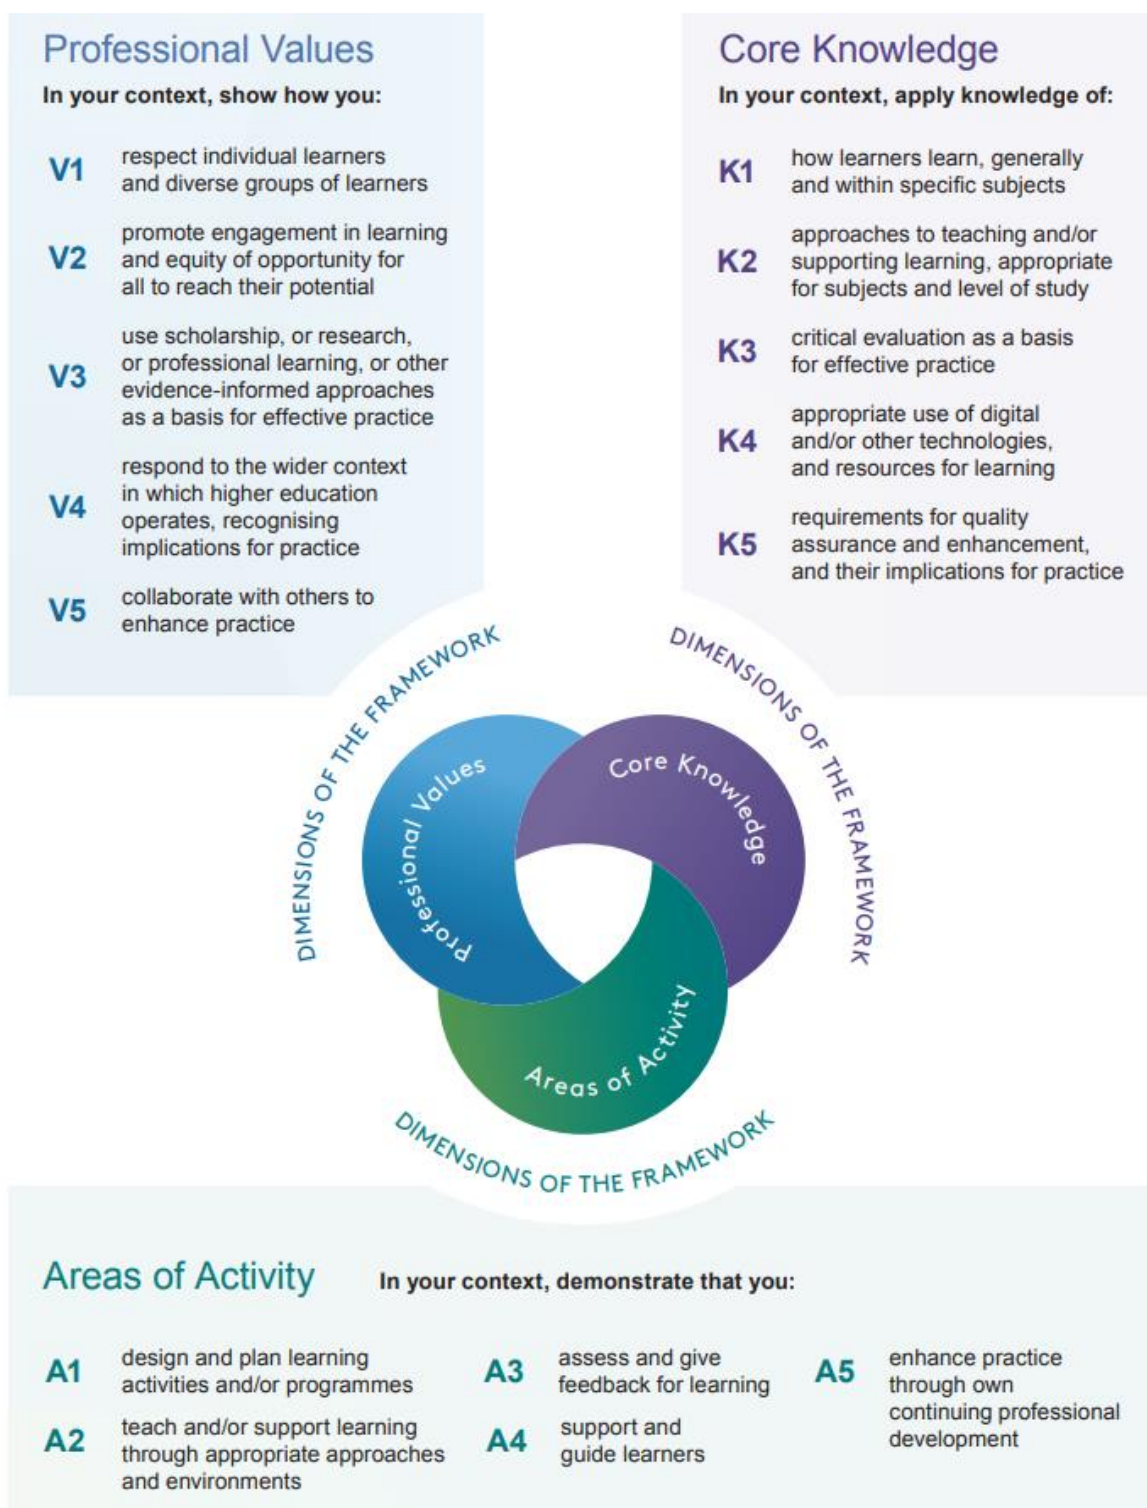 Professional Values
In your context, show how you:
V1 respect individual learners
and diverse groups of learners
V2 promote engagement in learning
and equity of opportunity for
all to reach their potential
V3 use scholarship, or research,
or professional learning, or other
evidence-informed approaches
as a basis for effective practice
V4 respond to the wider context
in which higher education
operates, recognising
implications for practice
V5 collaborate with others to
enhance practice
Core Knowledge
In your context, apply knowledge of:
K1 how learners learn, generally
and within specific subjects
K2 approaches to teaching and/or
supporting learning, appropriate
for subjects and level of study
K3 critical evaluation as a basis
for effective practice
K4 appropriate use of digital
and/or other technologies,
and resources for learning
K5 requirements for quality
assurance and enhancement,
and their implications for practice
DIMENSIONS OF THE FRAMEWORK
DIMENSIONS OF THE FRAMEWORK
Professional Values
Core Knowledge
Areas of Activity
DIMENSIONS OF THE FRAMEWORK
Areas of Activity
In your context, demonstrate that you:
A1 design and plan learning
activities and/or programmes
A2 teach and/or support learning
through appropriate approaches
and environments
A3 assess and give
feedback for learning
A4 support and
guide learners
A5 enhance practice
through own
continuing professional
development